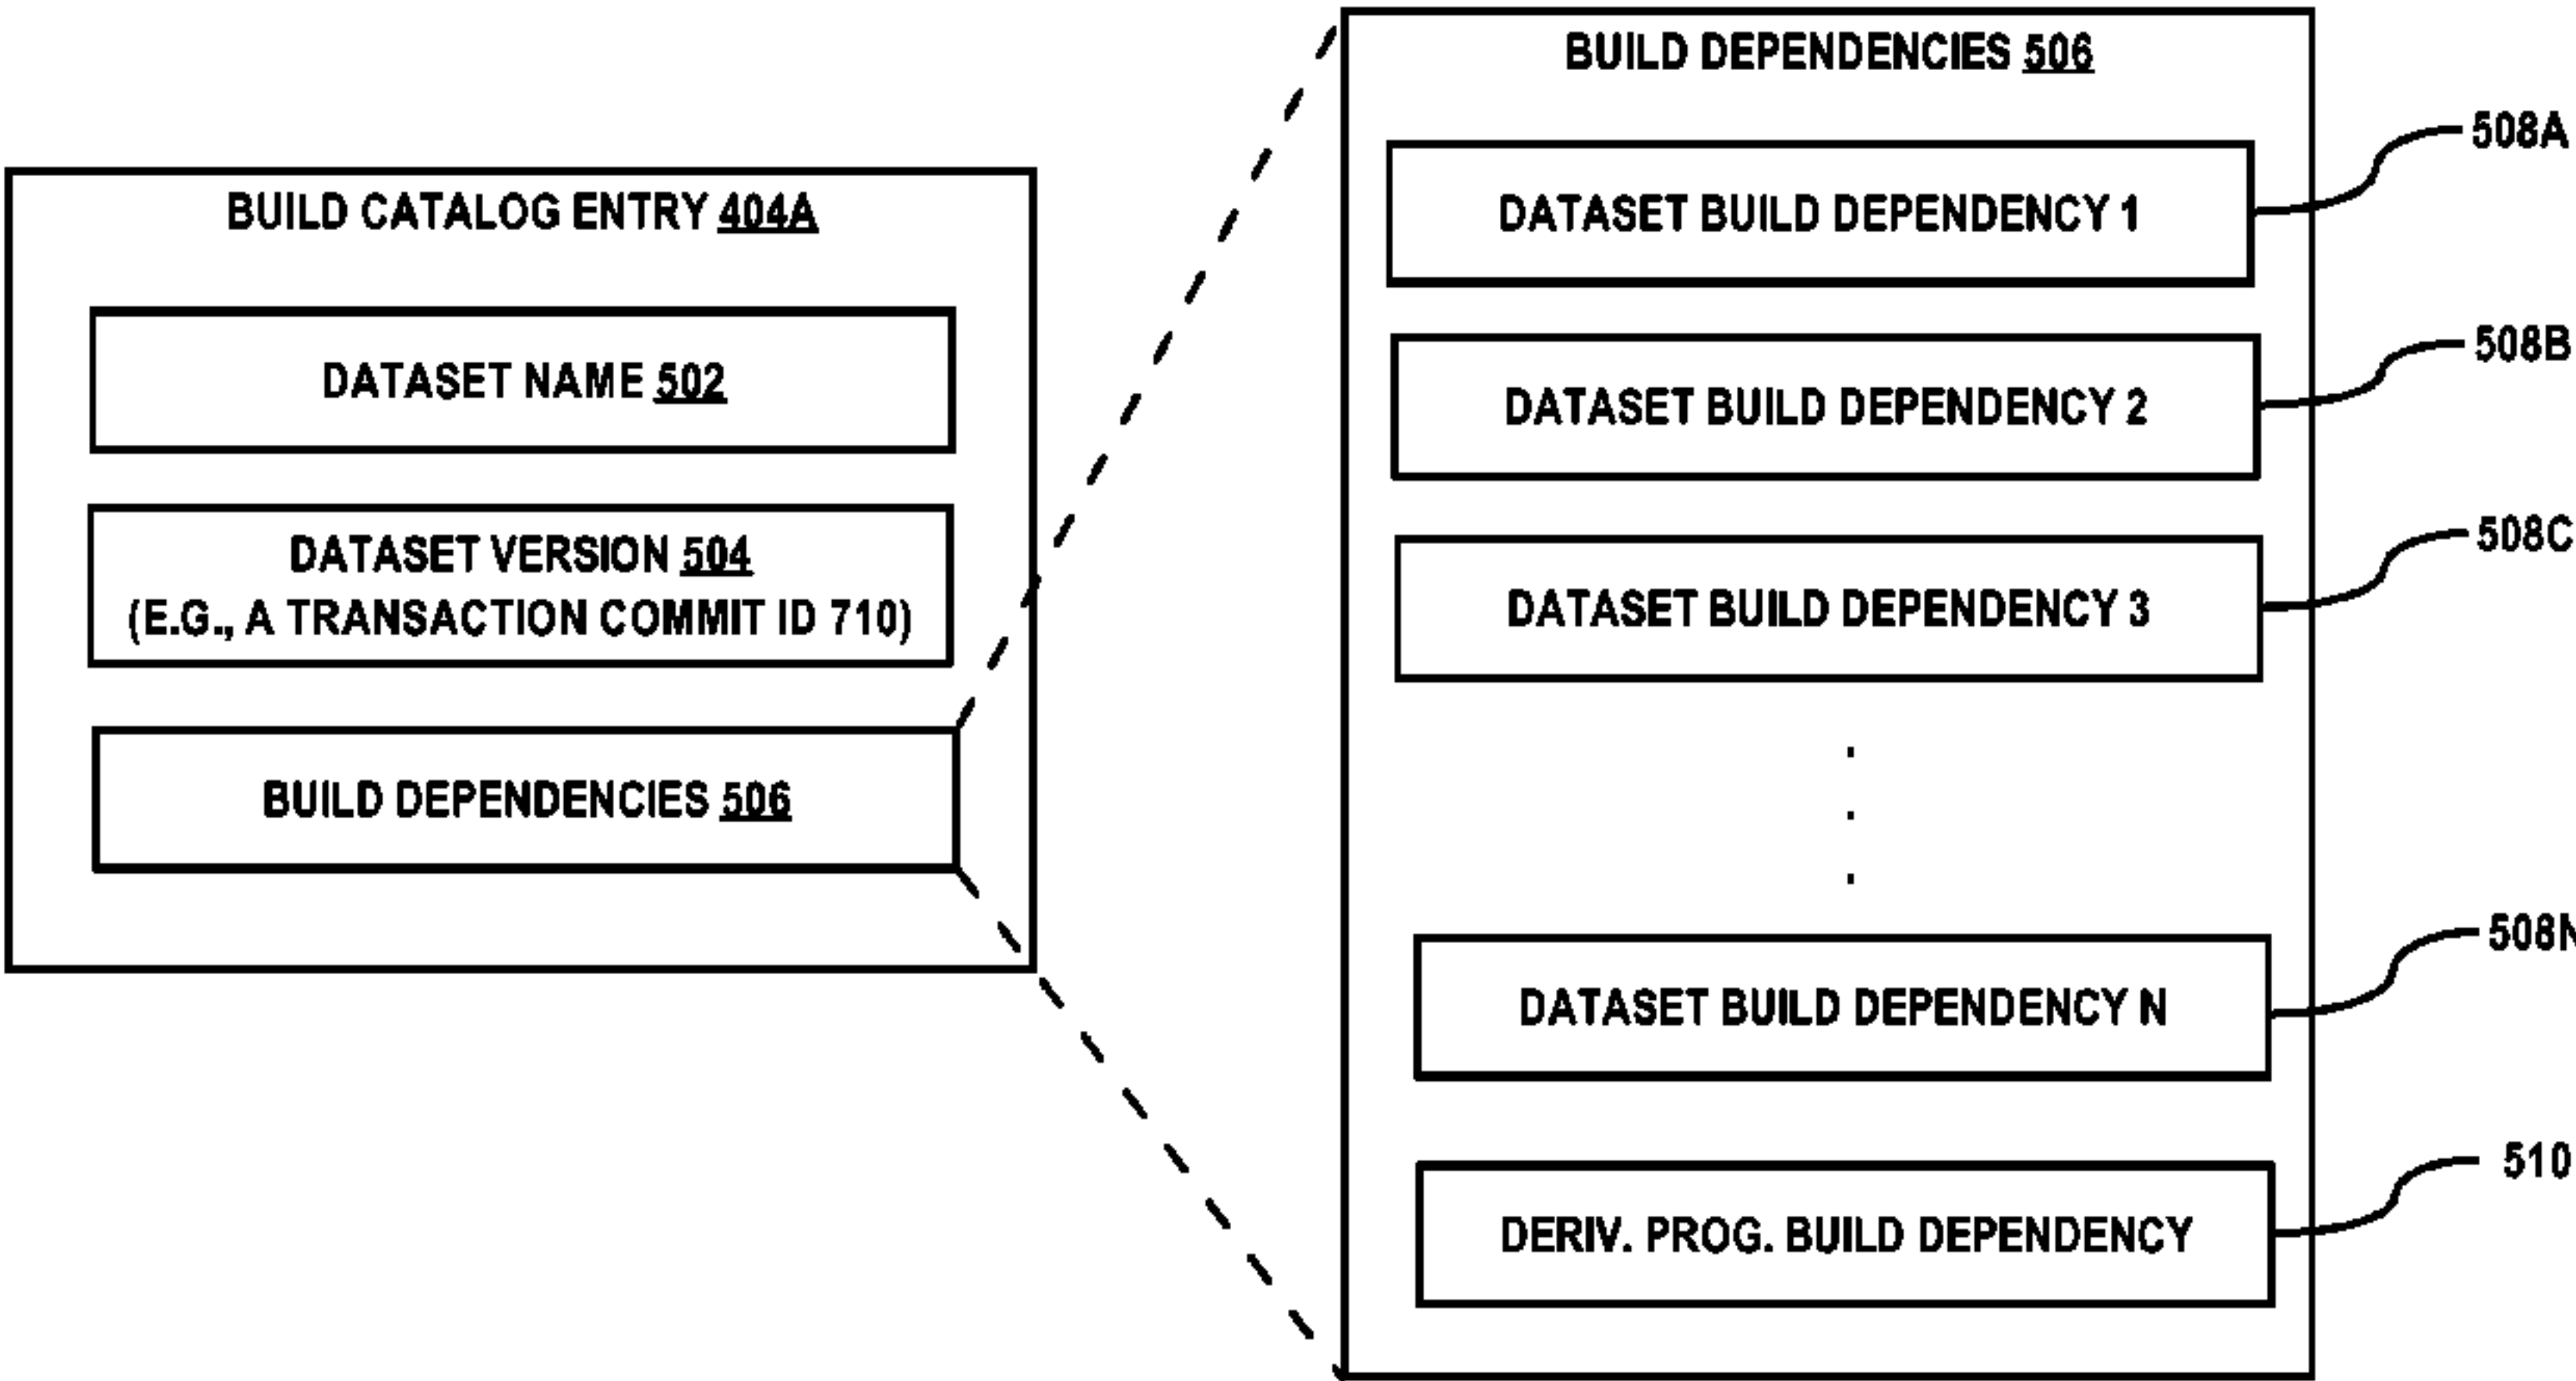 BUILD CATALOG ENTRY 404A
DATASET NAME 502
DATASET VERSION 504
(E.G., A TRANSACTION COMMIT ID 710)
BUILD DEPENDENCIES 506
BUILD DEPENDENCIES 506
DATASET BUILD DEPENDENCY 1
508A
DATASET BUILD DEPENDENCY 2
508B
DATASET BUILD DEPENDENCY 3
508C
.
.
.
DATASET BUILD DEPENDENCY N
508N
DERIV. PROG. BUILD DEPENDENCY
510